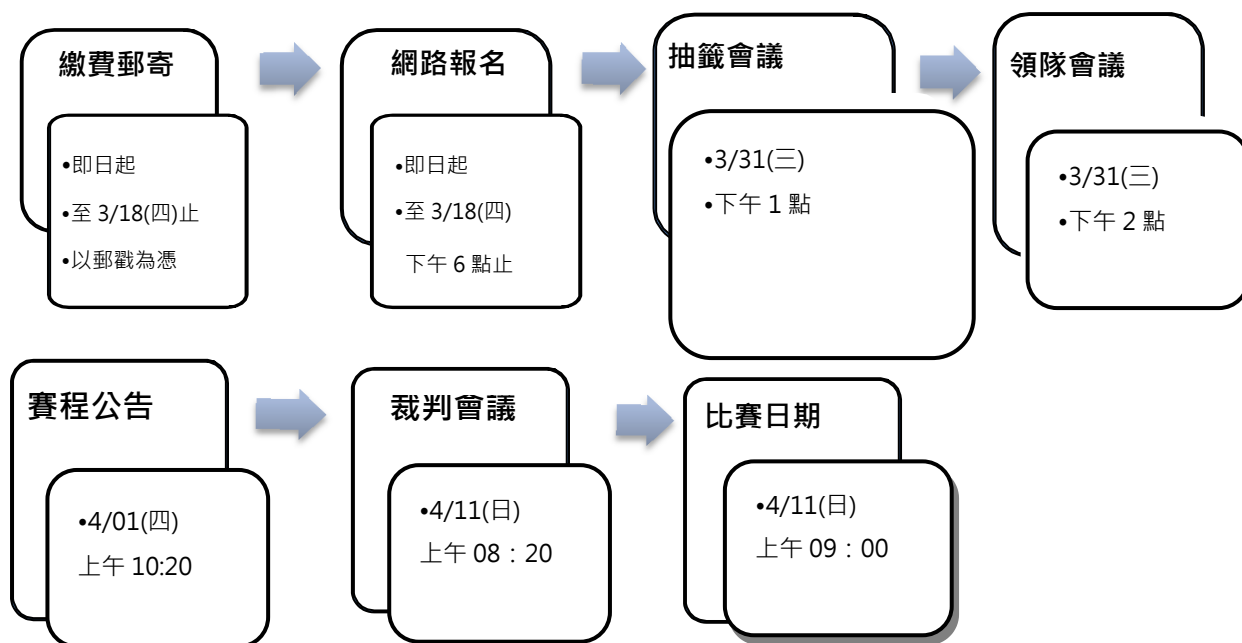 繳費郵寄
•即日起
•至 3/18(四)止
•以郵戳為憑
網路報名
•即日起
•至 3/18(四)
下午 6 點止
抽籤會議
•3/31(三)
•下午 1 點
領隊會議
•3/31(三)
•下午 2 點
賽程公告
•4/01(四)
上午 10:20
裁判會議
•4/11(日)
上午 08：20
比賽日期
•4/11(日)
上午 09：00